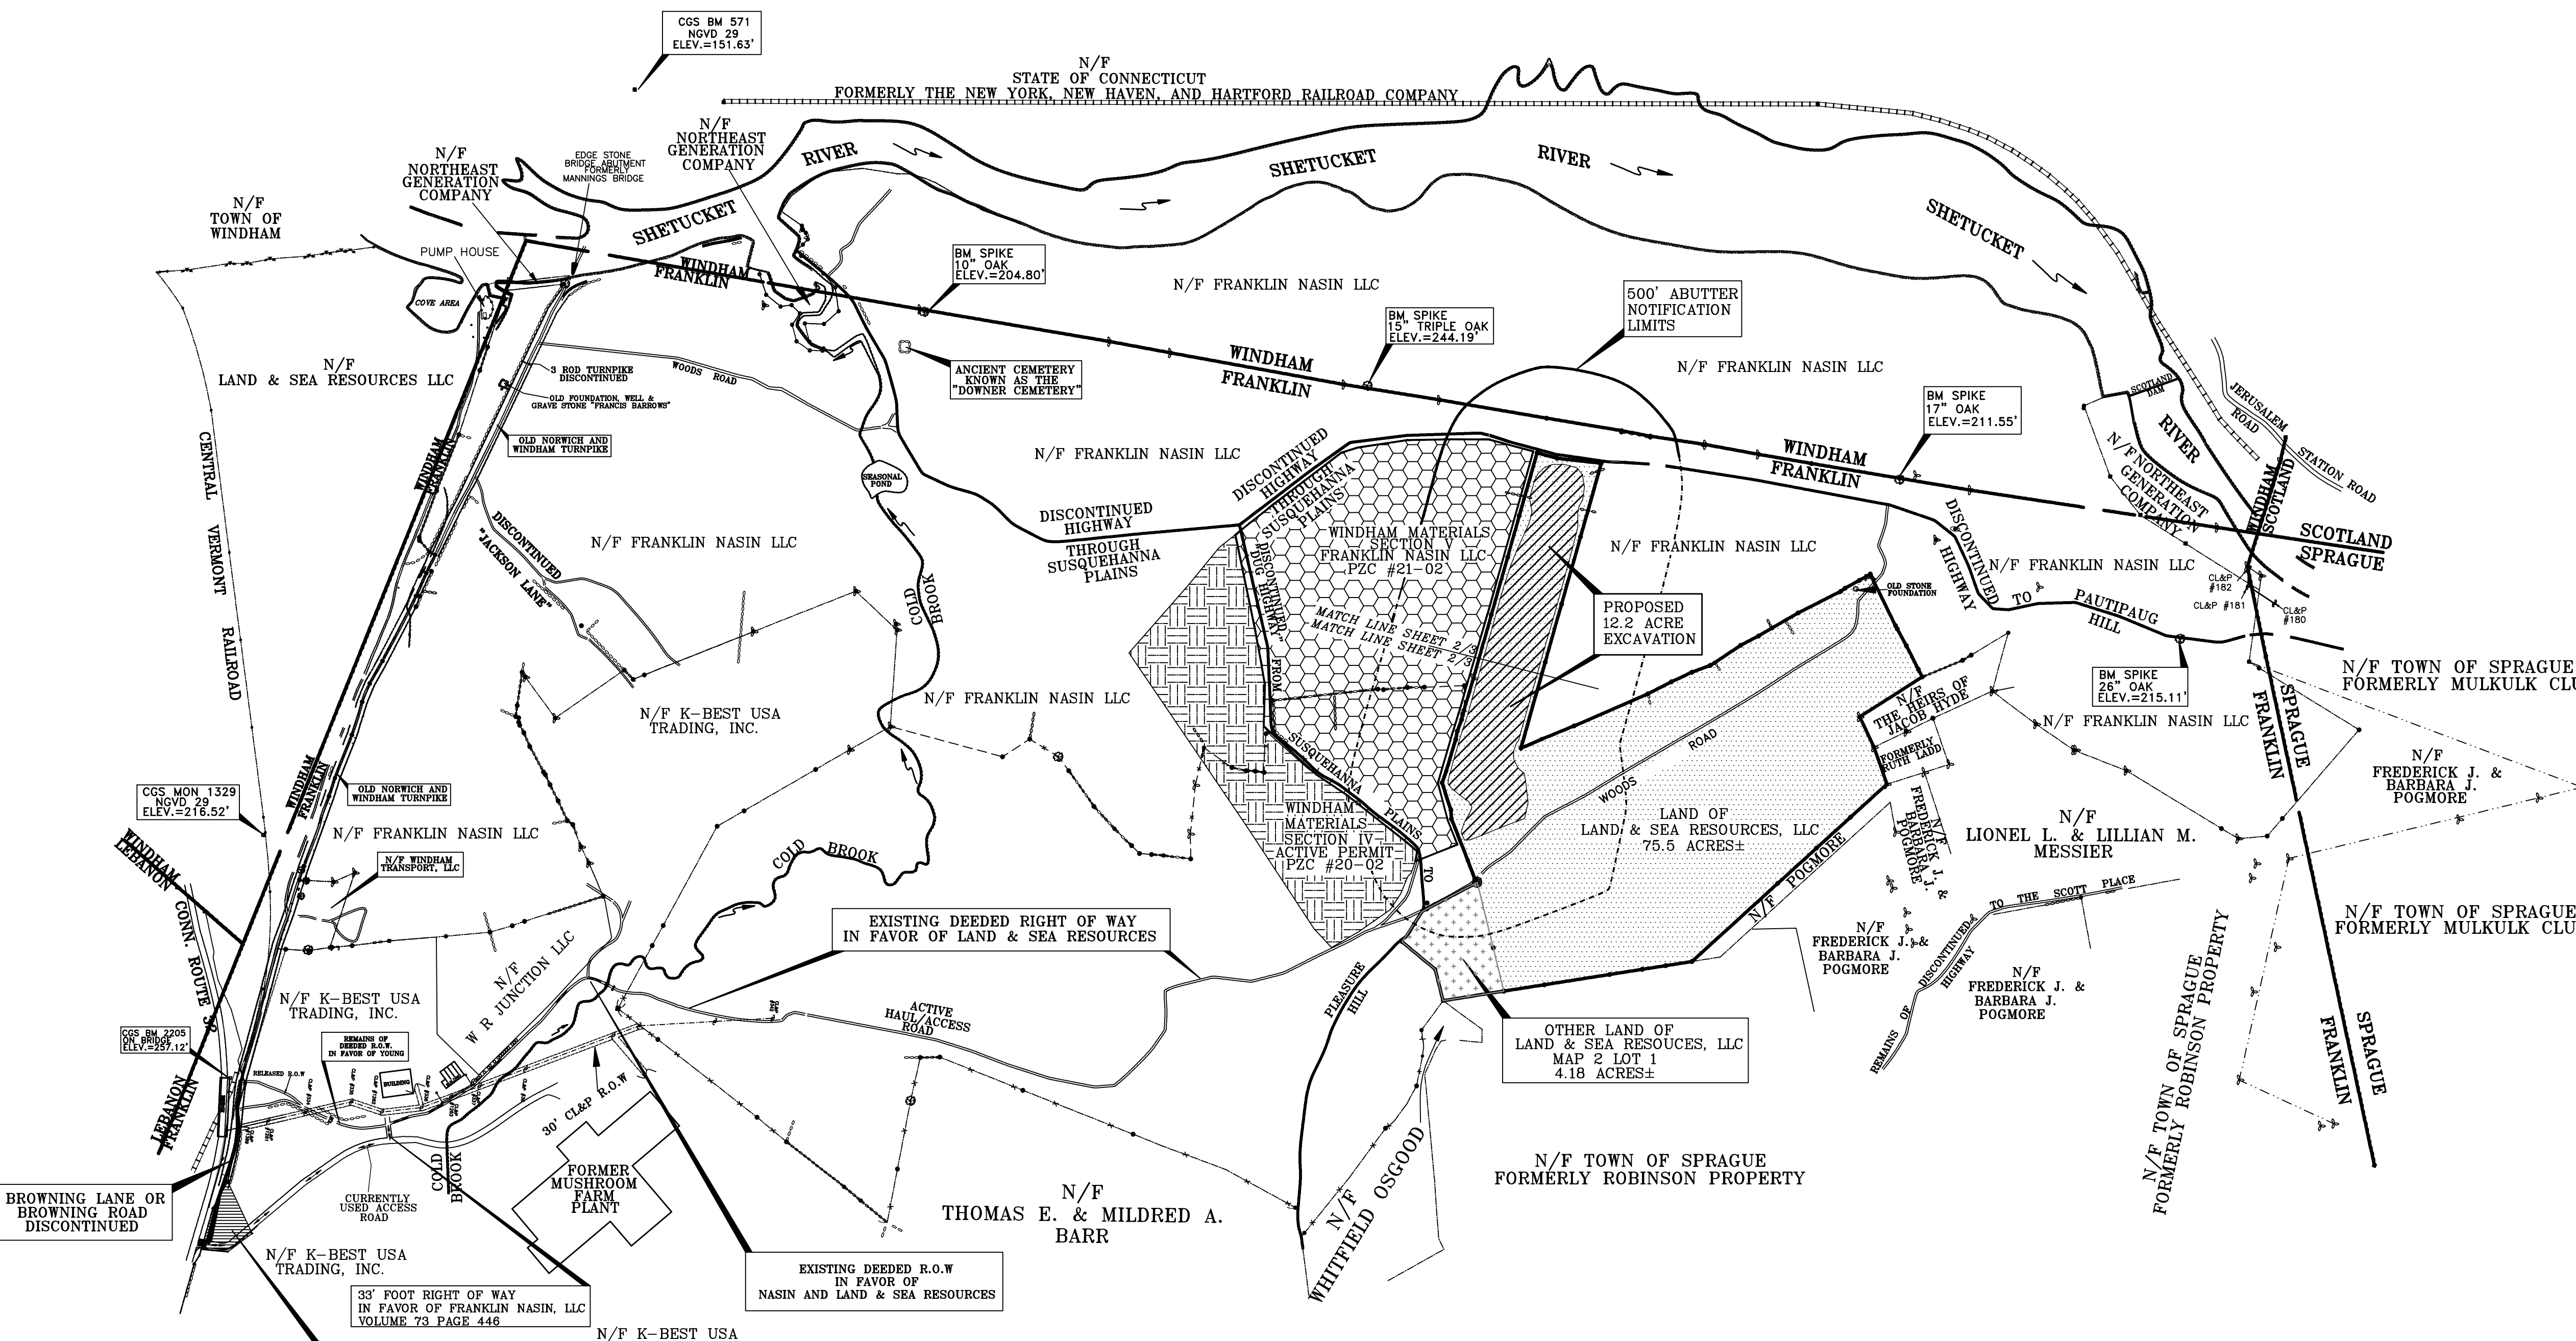 CGS BM 571
NGVD 29
ELEV.=151.63'
N/F
STATE OF CONNECTICUT
FORMERLY THE NEW YORK, NEW HAVEN, AND HARTFORD RAILROAD COMPANY
N/F
NORTHEAST
GENERATION
COMPANY
EDGE STONE
BRIDGE ABUTMENT
FORMERLY
MANNINGS BRIDGE
N/F
NORTHEAST
GENERATION
COMPANY
SHETUCKET
RIVER
SHETUCKET
RIVER
SHETUCKET
RIVER
N/F
TOWN OF
WINDHAM
PUMP HOUSE
COVE AREA
WINDHAM
FRANKLIN
BM SPIKE
10" OAK
ELEV.=204.80'
N/F FRANKLIN NASIN LLC
BM SPIKE
15" TRIPLE OAK
ELEV.=244.19'
500' ABUTTER
NOTIFICATION
LIMITS
N/F FRANKLIN NASIN LLC
BM SPIKE
17" OAK
ELEV.=211.55'
SCOTLAND
DAM
JERUSALEM
ROAD
STATION ROAD
N/F NORTHEAST
GENERATION
COMPANY
WINDHAM
SCOTLAND
SCOTLAND
SPRAGUE
N/F
LAND & SEA RESOURCES LLC
3 ROD TURNPIKE
DISCONTINUED
WOODS ROAD
OLD FOUNDATION, WELL &
GRAVE STONE "FRANCIS BARROWS"
OLD NORWICH AND
WINDHAM TURNPIKE
ANCIENT CEMETERY
KNOWN AS THE
"DOWNER CEMETERY"
WINDHAM
FRANKLIN
WINDHAM
FRANKLIN
WINDHAM
FRANKLIN
CENTRAL VERMONT RAILROAD
SEASONAL
POND
N/F FRANKLIN NASIN LLC
DISCONTINUED
HIGHWAY
THROUGH
SUSQUEHANNA
PLAINS
DISCONTINUED
HIGHWAY
THROUGH
SUSQUEHANNA
PLAINS
DISCONTINUED
"JACKSON LANE"
N/F FRANKLIN NASIN LLC
COLD
BROOK
"DISCONTINUED
"DUG HIGHWAY"
FROM
SUSQUEHANNA
PLAINS
TO
PLEASURE
HILL
WINDHAM MATERIALS
SECTION V
FRANKLIN NASIN LLC
PZC #21-02
MATCH LINE SHEET 2/3
MATCH LINE SHEET 2/3
PROPOSED
12.2 ACRE
EXCAVATION
N/F FRANKLIN NASIN LLC
OLD STONE
FOUNDATION
DISCONTINUED
HIGHWAY
TO
PAUTIPAUG
HILL
N/F FRANKLIN NASIN LLC
CL&P
#182
CL&P #181
CL&P
#180
BM SPIKE
26" OAK
ELEV.=215.11'
N/F TOWN OF SPRAGUE
FORMERLY MULKULK CLU
N/F FRANKLIN NASIN LLC
SPRAGUE
FRANKLIN
N/F
THE HEIRS OF
JACOB HYDE
FORMERLY
RUTH LADD
N/F
FREDERICK J. &
BARBARA J.
POGMORE
N/F K-BEST USA
TRADING, INC.
N/F FRANKLIN NASIN LLC
CGS MON 1329
NGVD 29
ELEV.=216.52'
WINDHAM
FRANKLIN
OLD NORWICH AND
WINDHAM TURNPIKE
N/F FRANKLIN NASIN LLC
N/F WINDHAM
TRANSPORT, LLC
WINDHAM
LEBANON
CONN. ROUTE 32
COLD BROOK
WINDHAM
MATERIALS
SECTION IV
ACTIVE PERMIT
PZC #20-02
WOODS ROAD
LAND OF
LAND & SEA RESOURCES, LLC
75.5 ACRES±
N/F POGMORE
N/F
FREDERICK J. &
BARBARA J.
POGMORE
N/F
LIONEL L. & LILLIAN M.
MESSIER
N/F
FREDERICK J. &
BARBARA J.
POGMORE
REMAINS OF DISCONTINUED
HIGHWAY
TO THE SCOTT PLACE
N/F
FREDERICK J. &
BARBARA J.
POGMORE
N/F TOWN OF SPRAGUE
FORMERLY ROBINSON PROPERTY
N/F TOWN OF SPRAGUE
FORMERLY MULKULK CLU
SPRAGUE
FRANKLIN
EXISTING DEEDED RIGHT OF WAY
IN FAVOR OF LAND & SEA RESOURCES
N/F
W R JUNCTION LLC
N/F K-BEST USA
TRADING, INC.
CGS BM 2205
ON BRIDGE
ELEV.=257.12'
REMAINS OF
DEEDED R.O.W.
IN FAVOR OF YOUNG
RELEASED R.O.W
BUILDING
ACTIVE
HAUL/ACCESS
ROAD
OTHER LAND OF
LAND & SEA RESOUCES, LLC
MAP 2 LOT 1
4.18 ACRES±
LEBANON
FRANKLIN
30' CL&P R.O.W
COLD
BROOK
FORMER
MUSHROOM
FARM
PLANT
CURRENTLY
USED ACCESS
ROAD
BROWNING LANE OR
BROWNING ROAD
DISCONTINUED
N/F K-BEST USA
TRADING, INC.
33' FOOT RIGHT OF WAY
IN FAVOR OF FRANKLIN NASIN, LLC
VOLUME 73 PAGE 446
EXISTING DEEDED R.O.W
IN FAVOR OF
NASIN AND LAND & SEA RESOURCES
N/F
THOMAS E. & MILDRED A.
BARR
N/F
WHITFIELD OSGOOD
N/F TOWN OF SPRAGUE
FORMERLY ROBINSON PROPERTY
N/F K-BEST USA